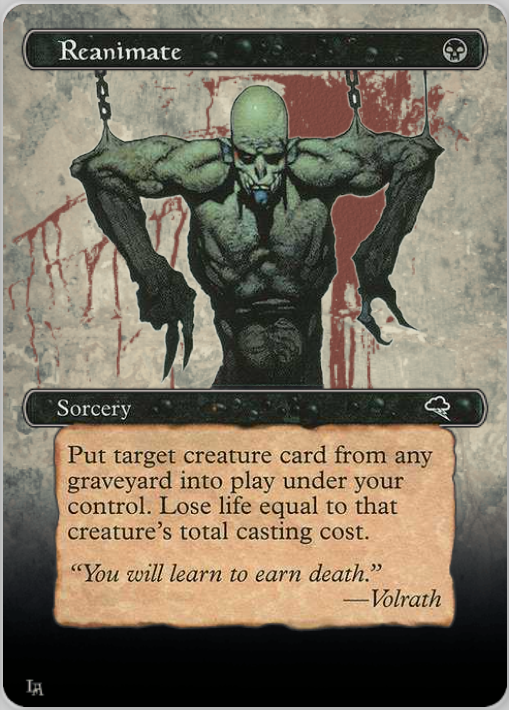 Reanimate
Sorcery
Put target creature card from any
graveyard into play under your
control. Lose life equal to that
creature's total casting cost.
“You will learn to earn death.”
—Volrath
LA